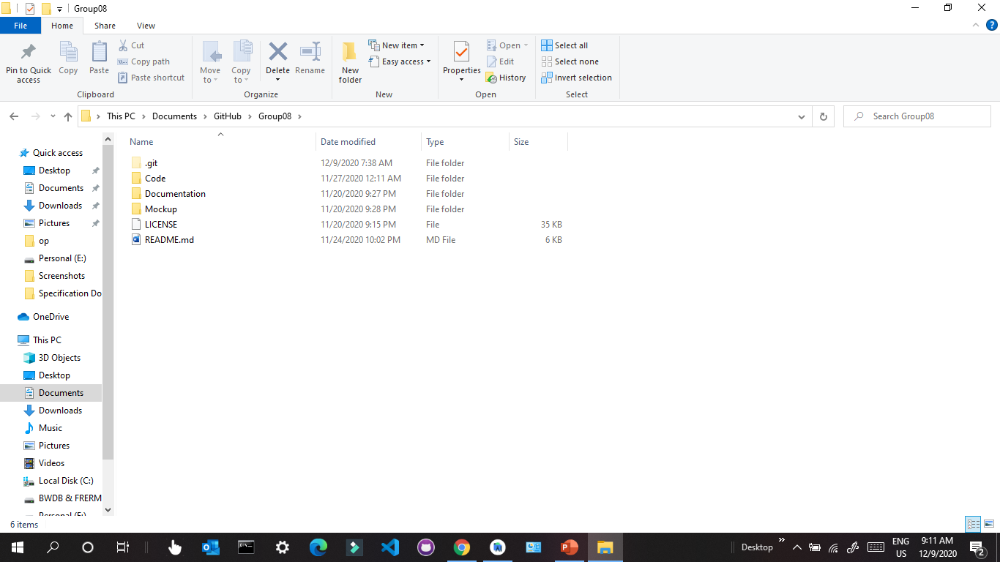 Group08
File Home Share View
Pin to Quick access
Copy
Paste
Cut
Copy path
Paste shortcut
Clipboard
Move to
Copy to
Delete
Rename
Organize
New folder
New item
Easy access
New
Properties
Open
Edit
History
Open
Select all
Select none
Invert selection
Select
This PC > Documents > GitHub > Group08 >
Search Group08
Quick access
Desktop
Documents
Downloads
Pictures
op
Personal (E:)
Screenshots
Specification Do
OneDrive
This PC
3D Objects
Desktop
Documents
Downloads
Music
Pictures
Videos
Local Disk (C:)
BWDB & FRERM
Name Date modified Type Size
.git 12/9/2020 7:38 AM File folder
Code 11/27/2020 12:11 AM File folder
Documentation 11/20/2020 9:27 PM File folder
Mockup 11/20/2020 9:28 PM File folder
LICENSE 11/20/2020 9:15 PM File 35 KB
README.md 11/24/2020 10:02 PM MD File 6 KB
6 items
Desktop
ENG
US
9:11 AM
12/9/2020
2